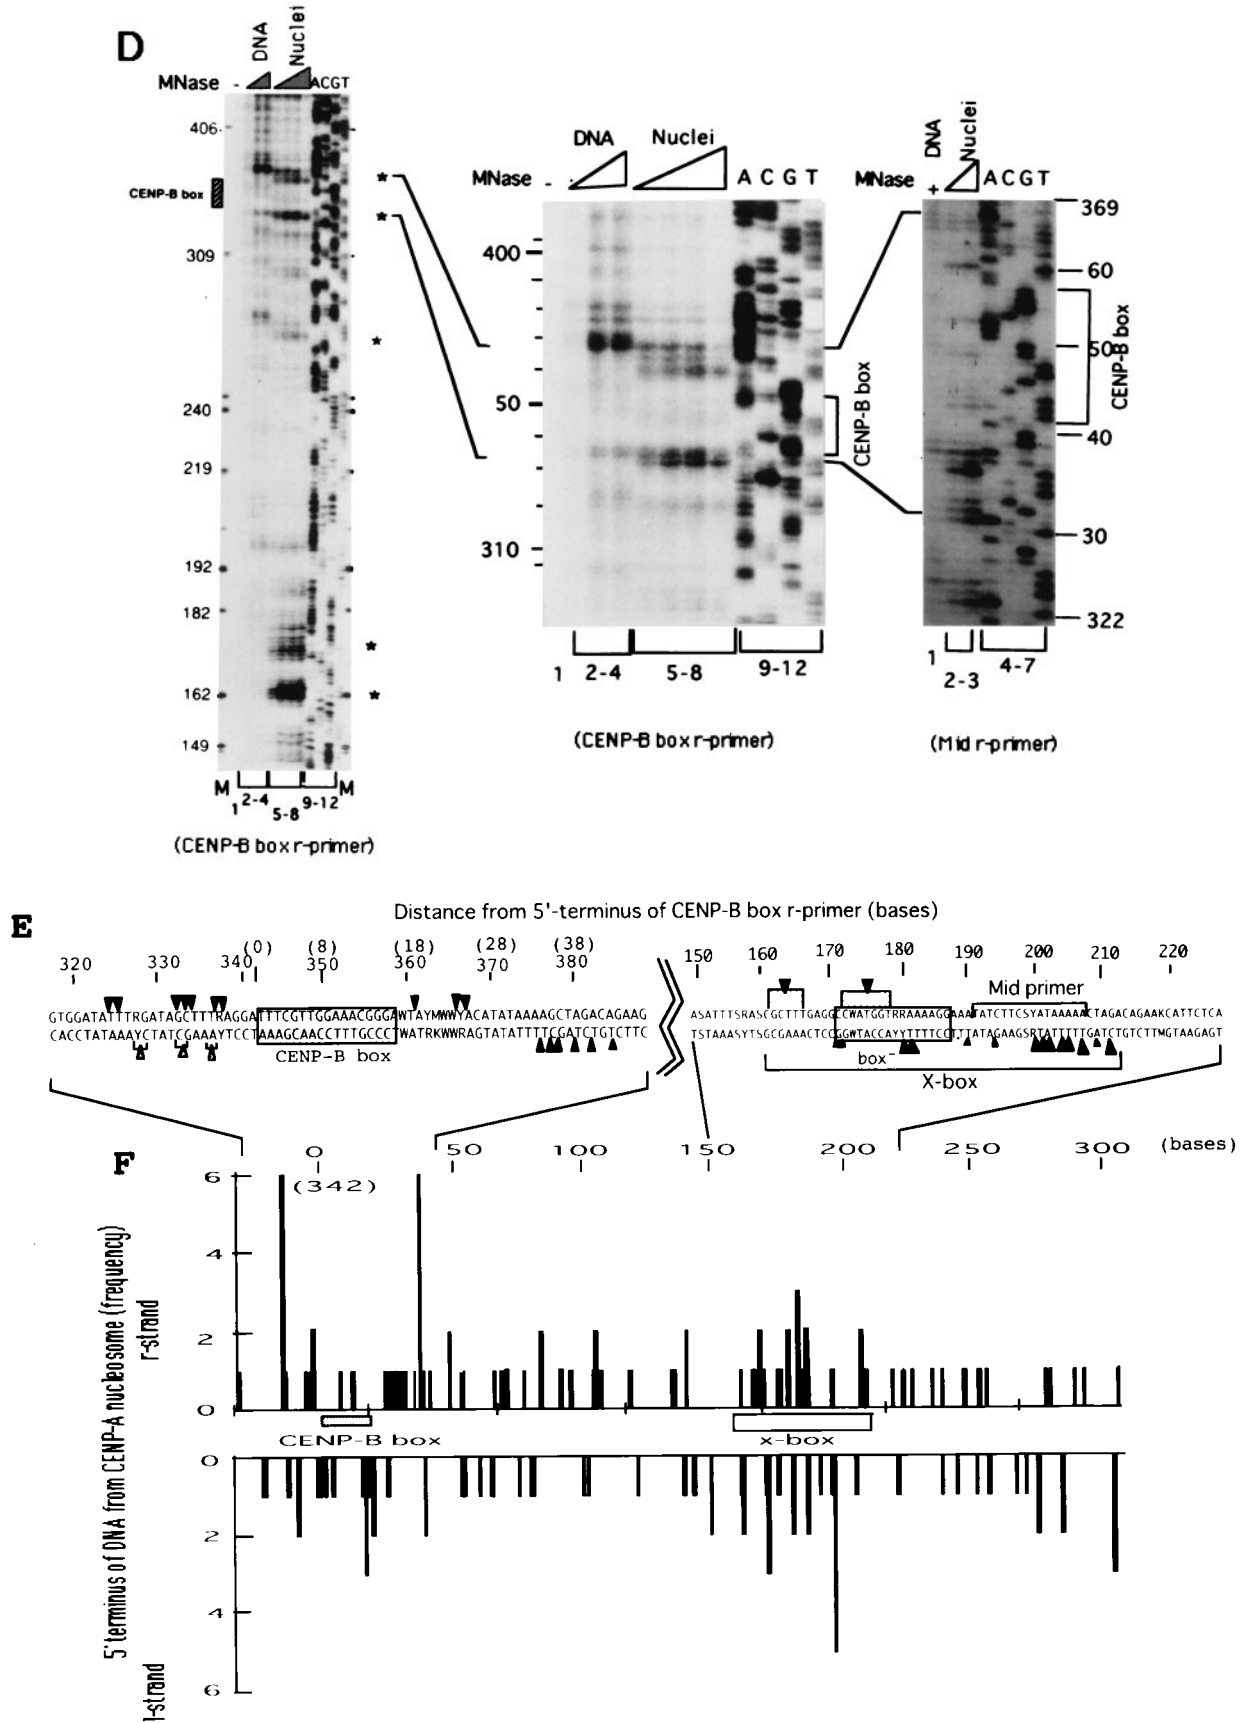 D
DNA
Nuclei
MNase - ACGT
406
CENP-B box
309
240
219
192
182
162
149
*
*
*
*
*
M 1 2-4 5-8 9-12 M
(CENP-B box r-primer)
DNA Nuclei
MNase - A C G T
400
50
310
CENP-B box
1 2-4 5-8 9-12
(CENP-B box r-primer)
DNA
Nuclei
MNase + A C G T
369
60
50
40
30
322
CENP-B box
1 2-3 4-7
(Mid r-primer)
E
Distance from 5'-terminus of CENP-B box r-primer (bases)
(0) (8) (18) (28) (38)
320 330 340 350 360 370 380 150 160 170 180 190 200 210 220
Mid primer
GTGGATATTTRGATAGCTTTRAGGATTTCGTTGGAAACGGGAWTAYMWWYACATATAAAAAGCTAGACAGAAG
CACCTATAAAYCTATCGAAAYTCCTAAAGCAACCTTTGCCCTWATRKWWRAGTATATTTTTCGATCTGTCTTC
CENP-B box
box-
X-box
F
0 50 100 150 200 250 300 (bases)
(342)
6
4
2
0
CENP-B box x-box
0
2
4
6
5' terminus of DNA from CENP-A nucleosome (frequency)
r-strand
l-strand